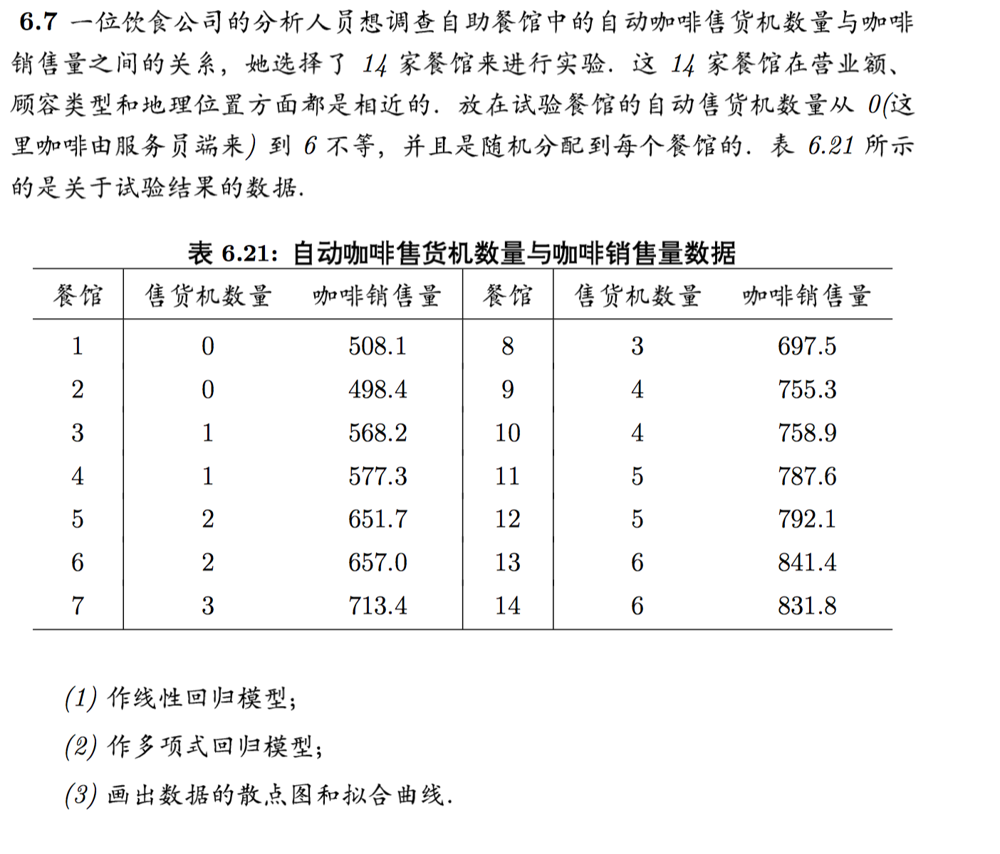 6.7 一位饮食公司的分析人员想调查自助餐馆中的自动咖啡售货机数量与咖啡
销售量之间的关系, 她选择了 14 家餐馆来进行实验. 这 14 家餐馆在营业额、
顾客类型和地理位置方面都是相近的. 放在试验餐馆的自动售货机数量从 0(这
里咖啡由服务员端来) 到 6 不等, 并且是随机分配到每个餐馆的. 表 6.21 所示
的是关于试验结果的数据.
表 6.21: 自动咖啡售货机数量与咖啡销售量数据
餐馆 售货机数量 咖啡销售量 餐馆 售货机数量 咖啡销售量
1 0 508.1 8 3 697.5
2 0 498.4 9 4 755.3
3 1 568.2 10 4 758.9
4 1 577.3 11 5 787.6
5 2 651.7 12 5 792.1
6 2 657.0 13 6 841.4
7 3 713.4 14 6 831.8
(1) 作线性回归模型;
(2) 作多项式回归模型;
(3) 画出数据的散点图和拟合曲线.